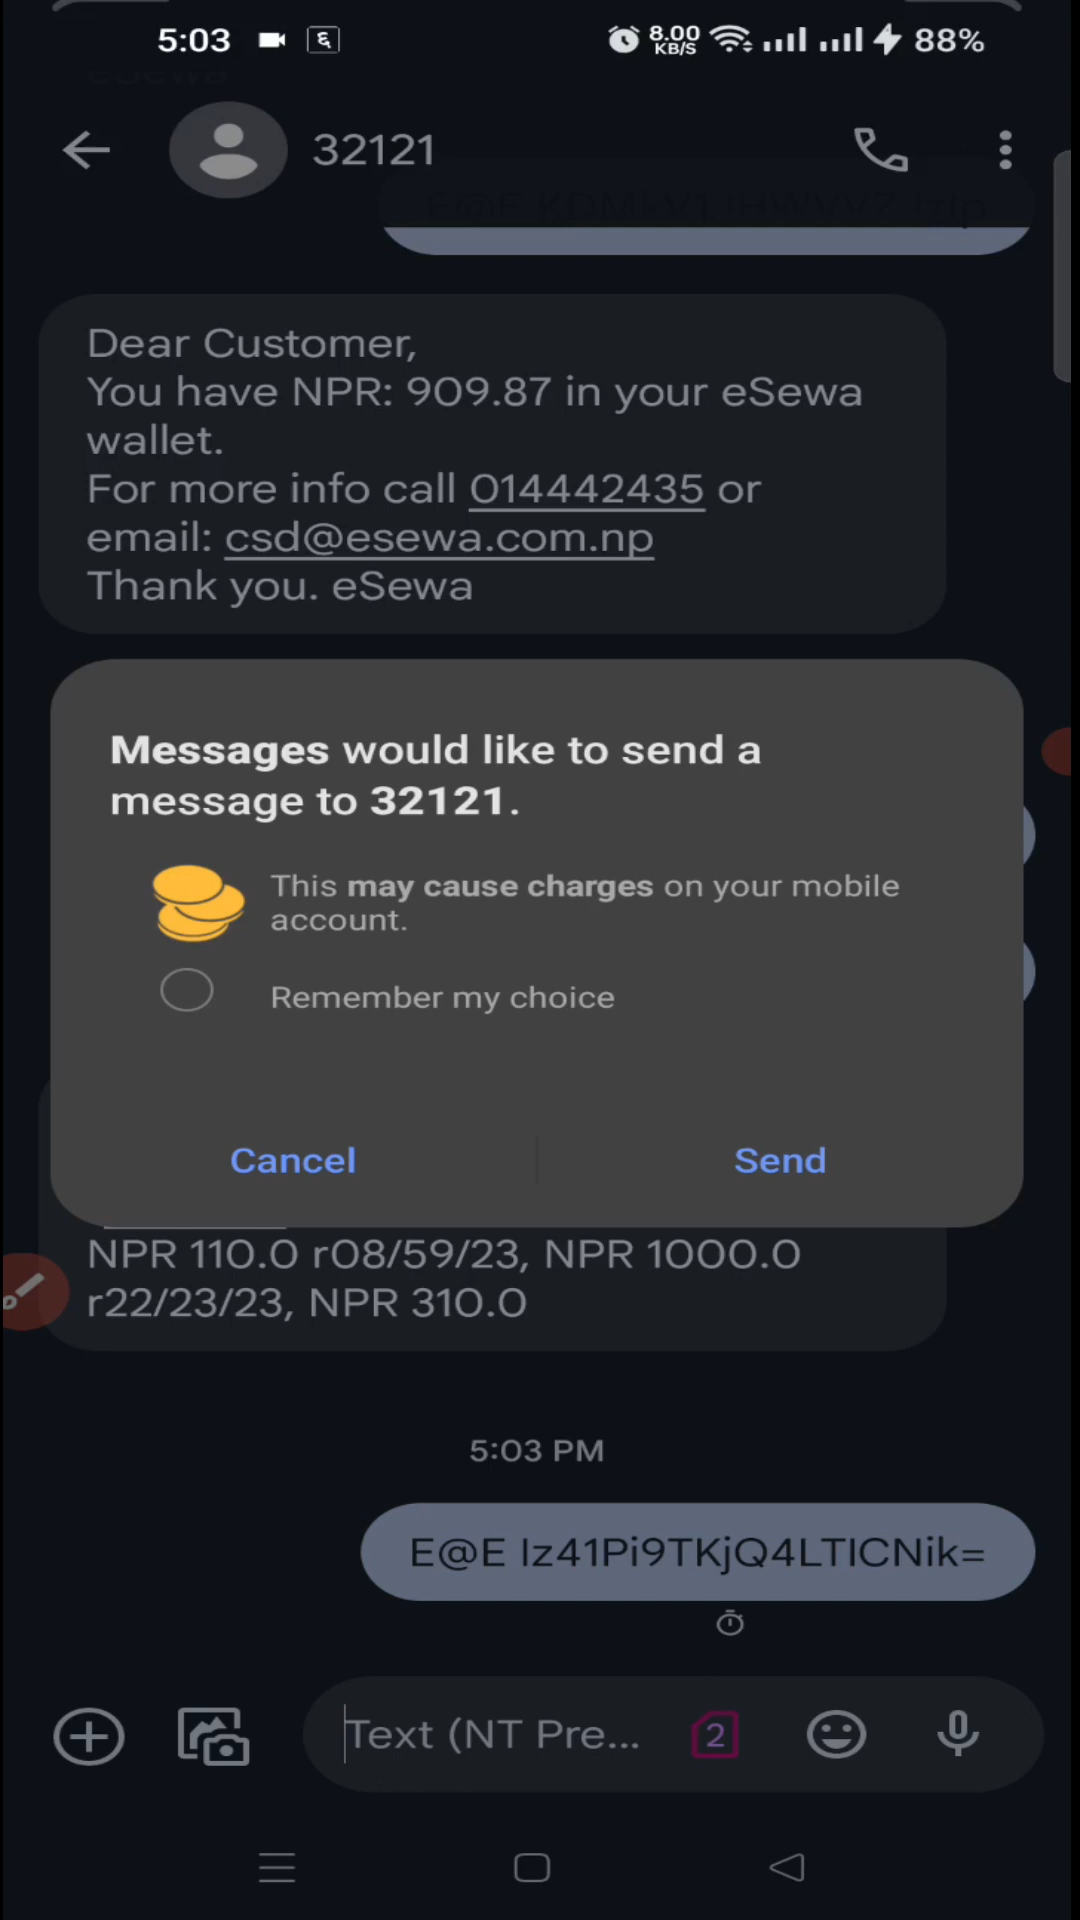 5:03 ६ 8.00 KB/S 88%
eSewa
32121
Dear Customer,
You have NPR: 909.87 in your eSewa
wallet.
For more info call 014442435 or
email: csd@esewa.com.np
Thank you. eSewa
Messages would like to send a
message to 32121.
This may cause charges on your mobile
account.
Remember my choice
Cancel Send
NPR 110.0 r08/59/23, NPR 1000.0
r22/23/23, NPR 310.0
5:03 PM
E@E Iz41Pi9TKjQ4LTICNik=
Text (NT Pre... 2